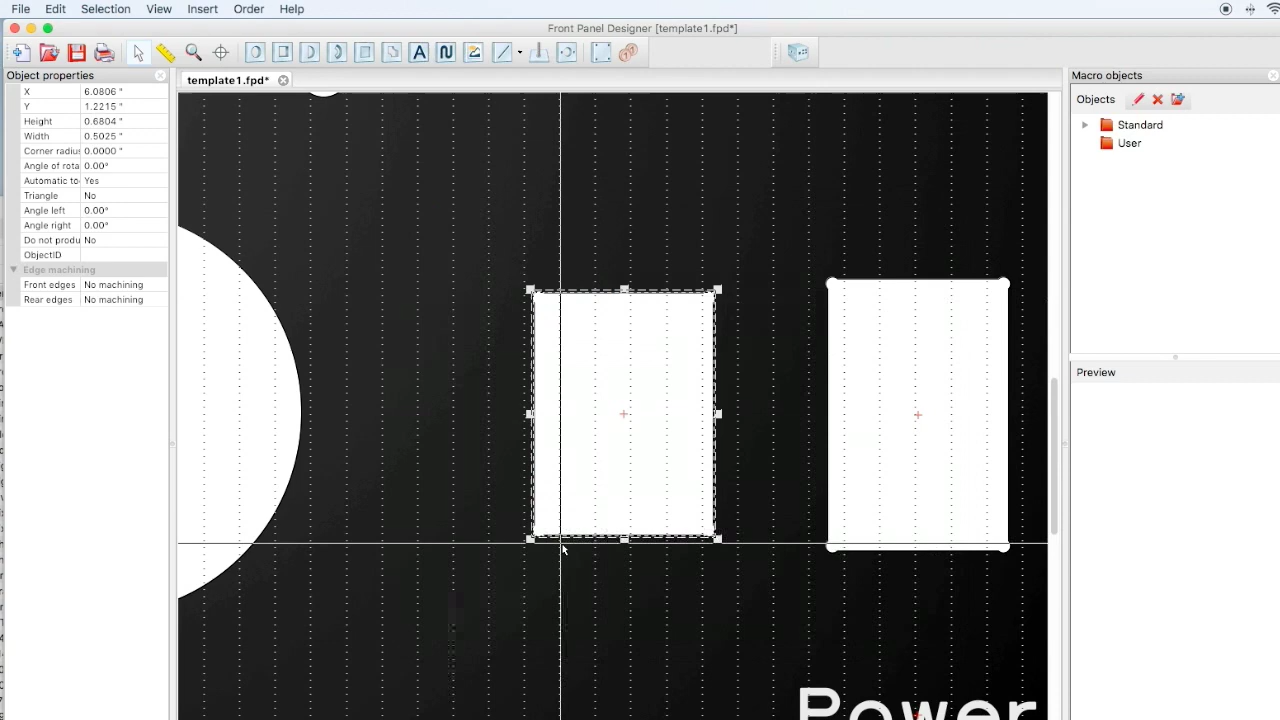 File Edit Selection View Insert Order Help
Front Panel Designer [template1.fpd*]
Object properties
template1.fpd*
Macro objects
X 6.0806 "
Y 1.2215 "
Height 0.6804 "
Width 0.5025 "
Corner radiu 0.0000 "
Angle of rota 0.00°
Automatic to Yes
Triangle No
Angle left 0.00°
Angle right 0.00°
Do not produ No
ObjectID
Edge machining
Front edges No machining
Rear edges No machining
Objects
Standard
User
Preview
Power